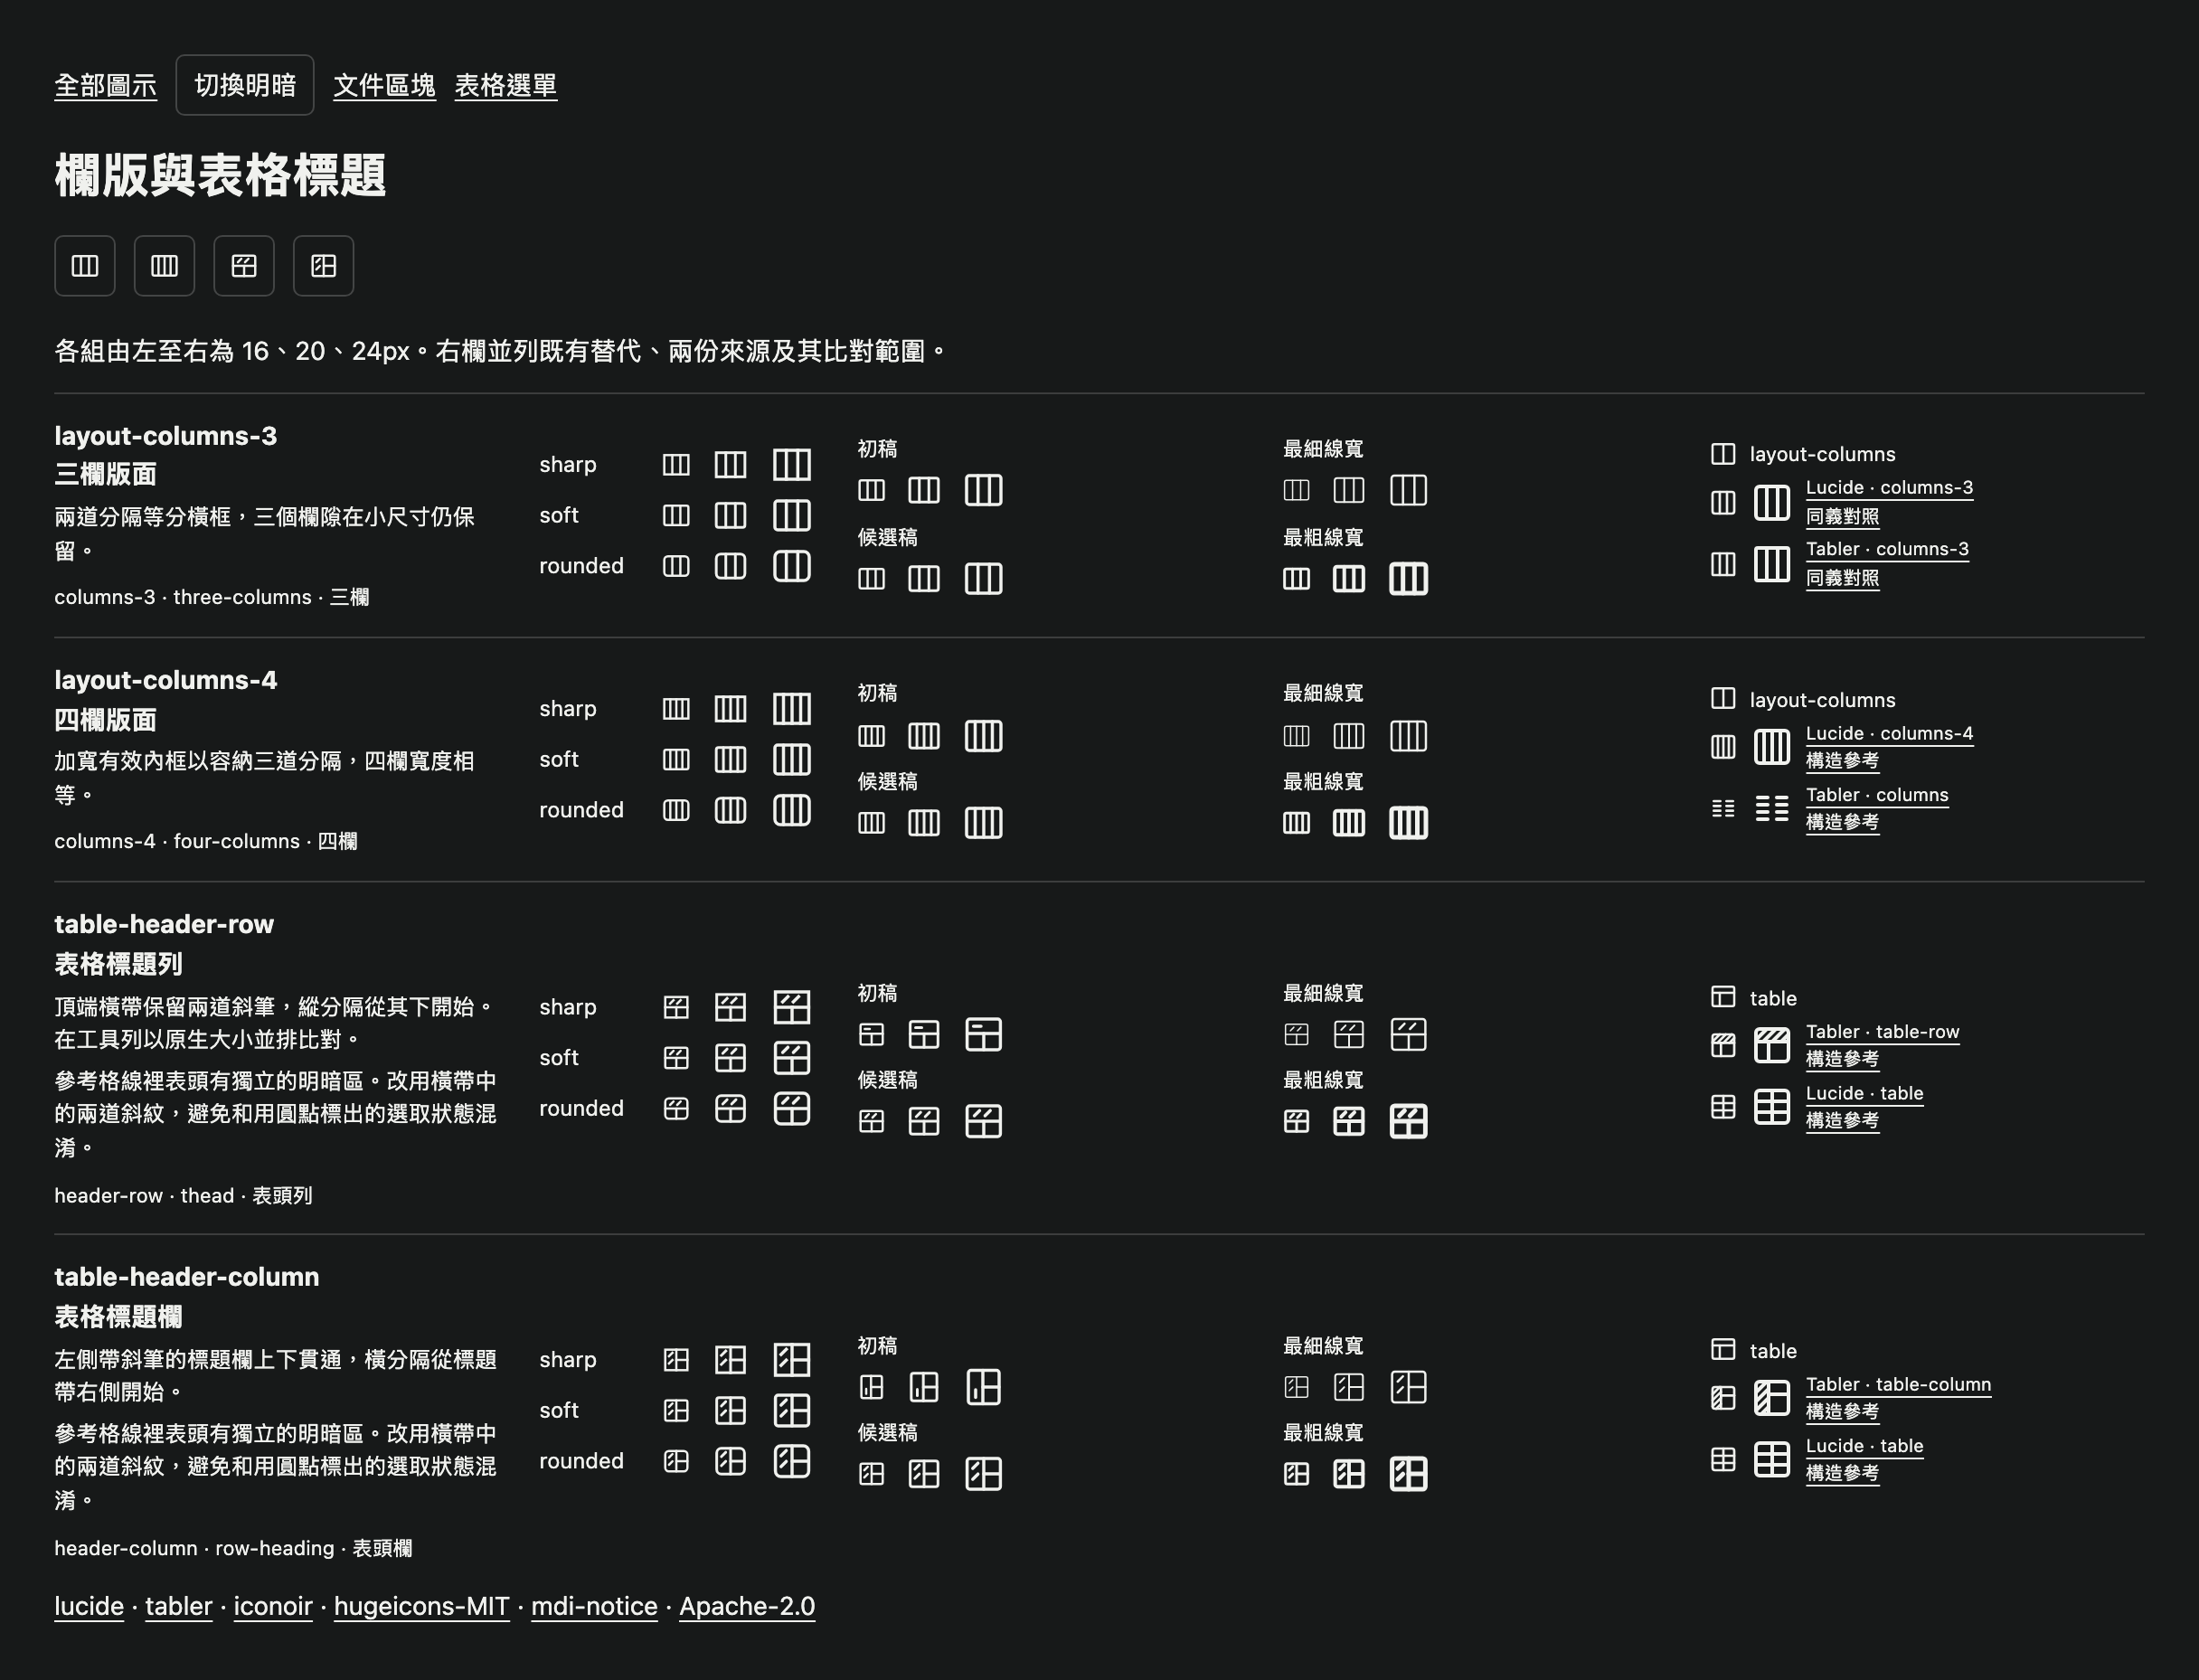 全部圖示 切換明暗 文件區塊 表格選單
欄版與表格標題
各組由左至右為 16、20、24px。右欄並列既有替代、兩份來源及其比對範圍。
layout-columns-3
三欄版面
兩道分隔等分橫框，三個欄隙在小尺寸仍保
留。
columns-3 · three-columns · 三欄
sharp
soft
rounded
初稿
候選稿
最細線寬
最粗線寬
layout-columns
Lucide · columns-3
同義對照
Tabler · columns-3
同義對照
layout-columns-4
四欄版面
加寬有效內框以容納三道分隔，四欄寬度相
等。
columns-4 · four-columns · 四欄
sharp
soft
rounded
初稿
候選稿
最細線寬
最粗線寬
layout-columns
Lucide · columns-4
構造參考
Tabler · columns
構造參考
table-header-row
表格標題列
頂端橫帶保留兩道斜筆，縱分隔從其下開始。
在工具列以原生大小並排比對。
參考格線裡表頭有獨立的明暗區。改用橫帶中
的兩道斜紋，避免和用圓點標出的選取狀態混
淆。
header-row · thead · 表頭列
sharp
soft
rounded
初稿
候選稿
最細線寬
最粗線寬
table
Tabler · table-row
構造參考
Lucide · table
構造參考
table-header-column
表格標題欄
左側帶斜筆的標題欄上下貫通，橫分隔從標題
帶右側開始。
參考格線裡表頭有獨立的明暗區。改用橫帶中
的兩道斜紋，避免和用圓點標出的選取狀態混
淆。
header-column · row-heading · 表頭欄
sharp
soft
rounded
初稿
候選稿
最細線寬
最粗線寬
table
Tabler · table-column
構造參考
Lucide · table
構造參考
lucide · tabler · iconoir · hugeicons-MIT · mdi-notice · Apache-2.0